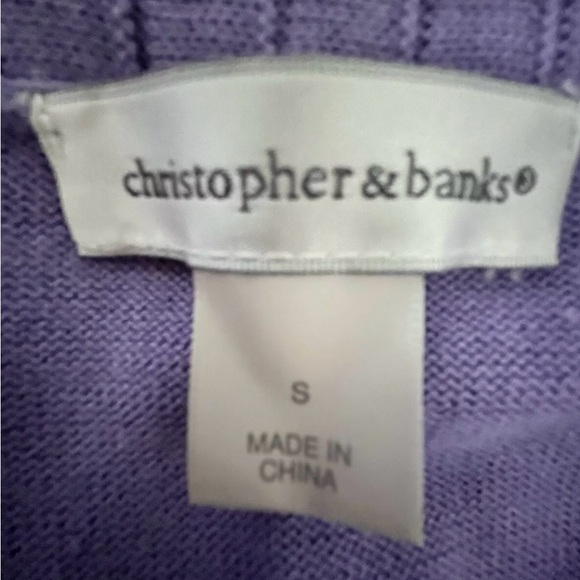 christopher & banks®
S
MADE IN
CHINA